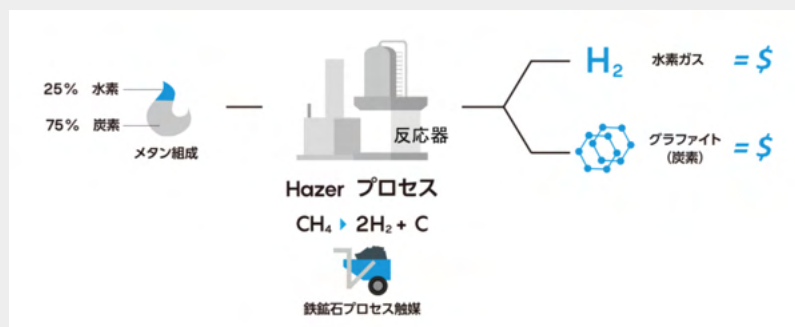 25% 水素
75% 炭素
メタン組成
反応器
Hazer プロセス
CH₄ ▸ 2H₂ + C
鉄鉱石プロセス触媒
H₂ 水素ガス = $
グラファイト
(炭素) = $